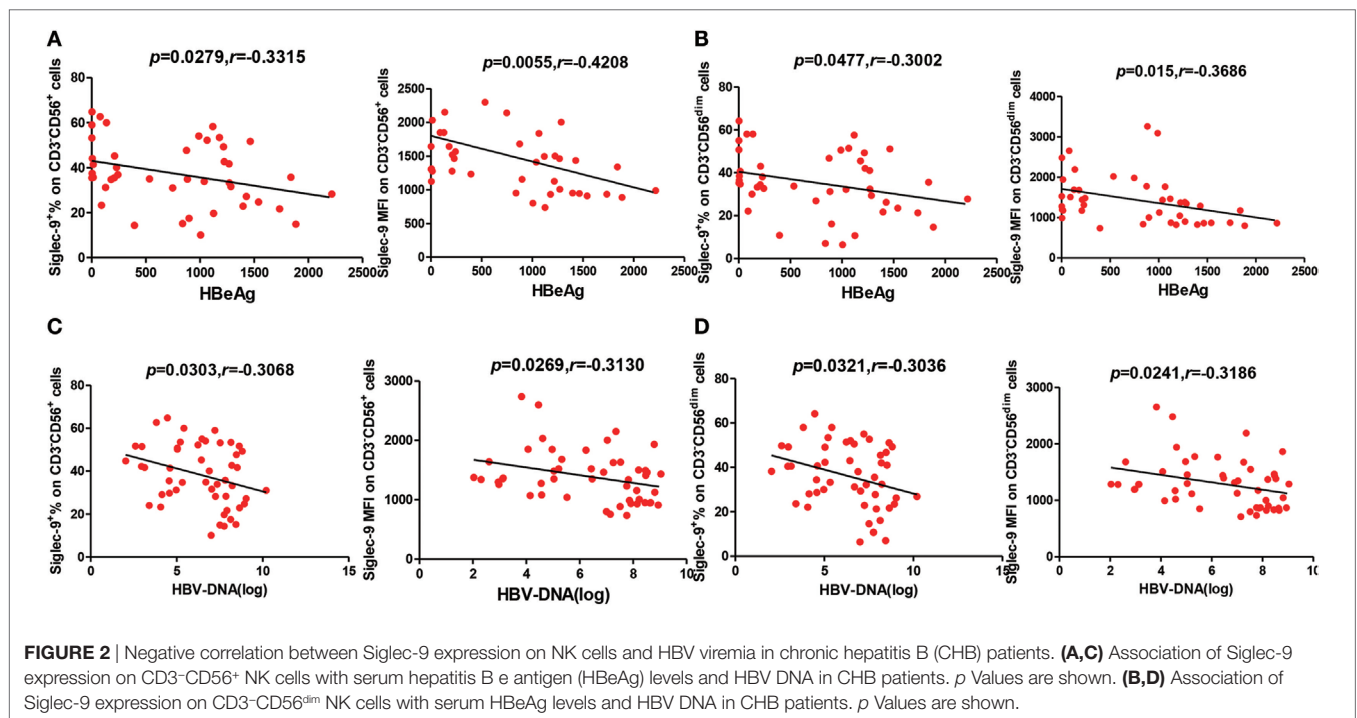 A
p=0.0279,r=-0.3315
Siglec-9⁺% on CD3⁻CD56⁺ cells
80
60
40
20
0
0 500 1000 1500 2000 2500
HBeAg
p=0.0055,r=-0.4208
Siglec-9 MFI on CD3⁻CD56⁺ cells
2500
2000
1500
1000
500
0
0 500 1000 1500 2000 2500
HBeAg
B
p=0.0477,r=-0.3002
Siglec-9⁺% on CD3⁻CD56ᵈⁱᵐ cells
80
60
40
20
0
0 500 1000 1500 2000 2500
HBeAg
p=0.015,r=-0.3686
Siglec-9 MFI on CD3⁻CD56ᵈⁱᵐ cells
4000
3000
2000
1000
0
0 500 1000 1500 2000 2500
HBeAg
C
p=0.0303,r=-0.3068
Siglec-9⁺% on CD3⁻CD56⁺ cells
80
60
40
20
0
0 5 10 15
HBV-DNA(log)
p=0.0269,r=-0.3130
Siglec-9 MFI on CD3⁻CD56⁺ cells
3000
2000
1000
0
0 2 4 6 8 10
HBV-DNA(log)
D
p=0.0321,r=-0.3036
Siglec-9⁺% on CD3⁻CD56ᵈⁱᵐ cells
80
60
40
20
0
0 5 10 15
HBV-DNA(log)
p=0.0241,r=-0.3186
Siglec-9 MFI on CD3⁻CD56ᵈⁱᵐ cells
3000
2000
1000
0
0 2 4 6 8 10
HBV-DNA(log)
FIGURE 2 | Negative correlation between Siglec-9 expression on NK cells and HBV viremia in chronic hepatitis B (CHB) patients. (A,C) Association of Siglec-9
expression on CD3⁻CD56⁺ NK cells with serum hepatitis B e antigen (HBeAg) levels and HBV DNA in CHB patients. p Values are shown. (B,D) Association of
Siglec-9 expression on CD3⁻CD56ᵈⁱᵐ NK cells with serum HBeAg levels and HBV DNA in CHB patients. p Values are shown.